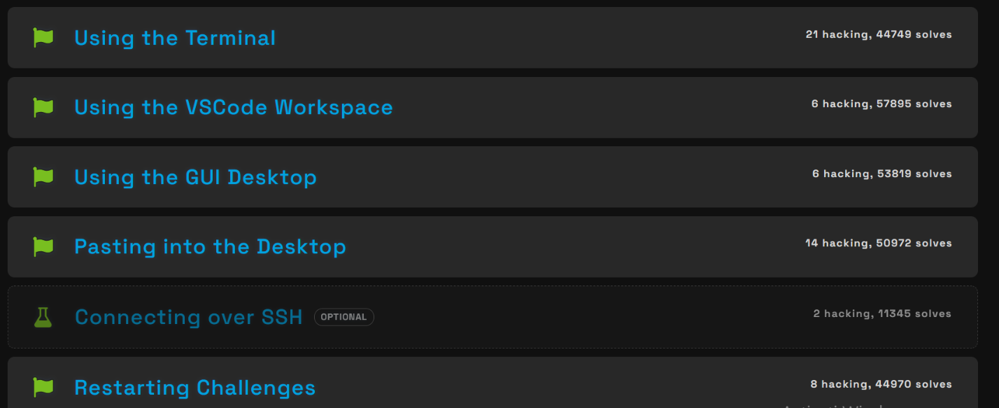 Using the Terminal
21 hacking, 44749 solves
Using the VSCode Workspace
6 hacking, 57895 solves
Using the GUI Desktop
6 hacking, 53819 solves
Pasting into the Desktop
14 hacking, 50972 solves
Connecting over SSH OPTIONAL
2 hacking, 11345 solves
Restarting Challenges
8 hacking, 44970 solves